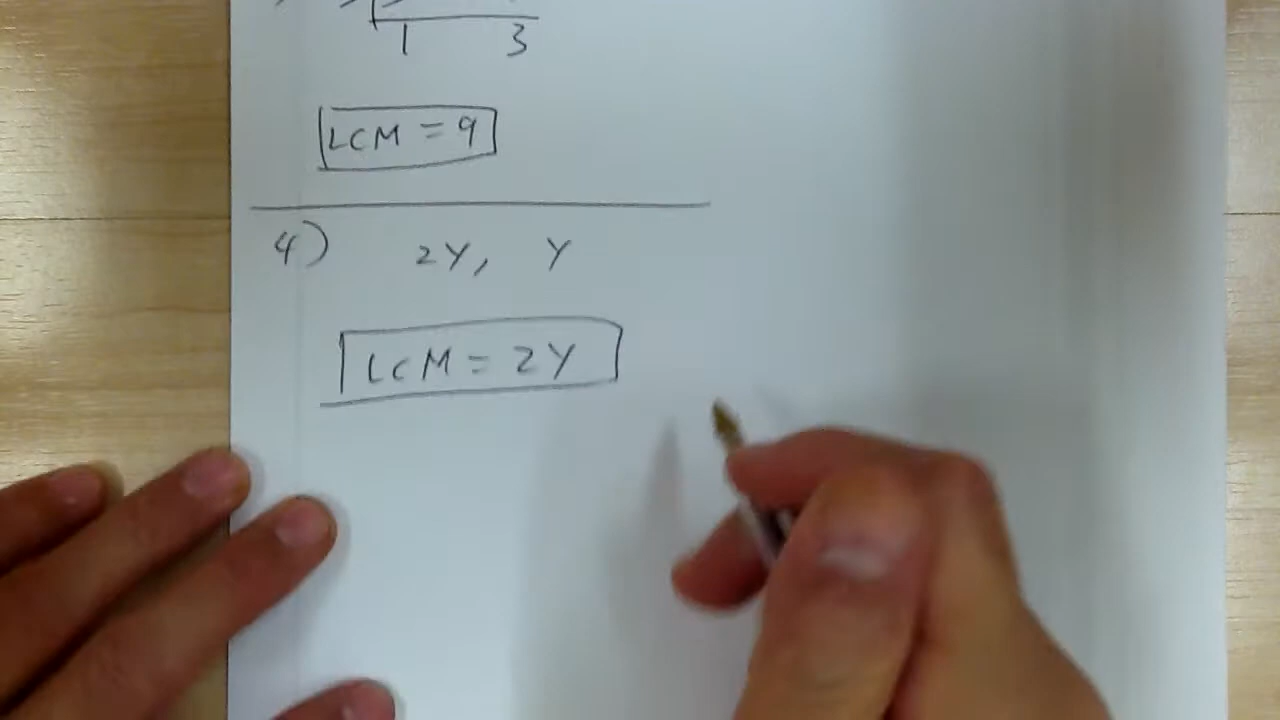 1 3
LCM = 9
4) 2Y, Y
LCM = 2Y